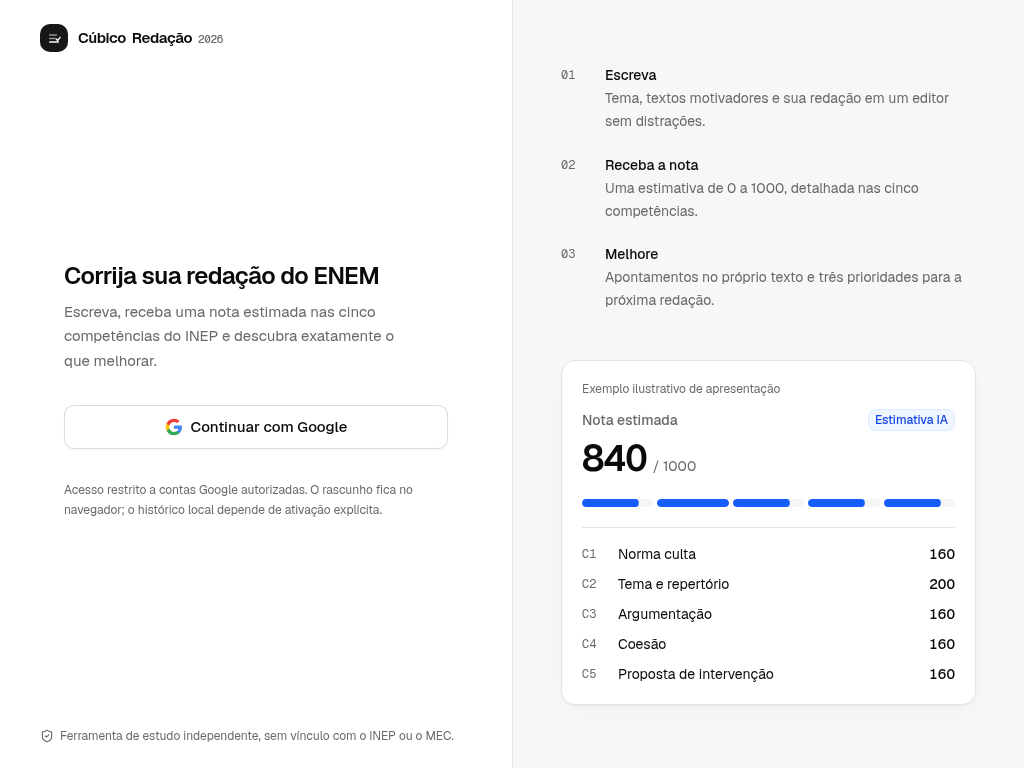 Cúbico Redação 2026
Corrija sua redação do ENEM
Escreva, receba uma nota estimada nas cinco
competências do INEP e descubra exatamente o
que melhorar.
Continuar com Google
Acesso restrito a contas Google autorizadas. O rascunho fica no
navegador; o histórico local depende de ativação explícita.
Ferramenta de estudo independente, sem vínculo com o INEP ou o MEC.
01 Escreva
Tema, textos motivadores e sua redação em um editor
sem distrações.
02 Receba a nota
Uma estimativa de 0 a 1000, detalhada nas cinco
competências.
03 Melhore
Apontamentos no próprio texto e três prioridades para a
próxima redação.
Exemplo ilustrativo de apresentação
Nota estimada Estimativa IA
840 / 1000
C1 Norma culta 160
C2 Tema e repertório 200
C3 Argumentação 160
C4 Coesão 160
C5 Proposta de intervenção 160